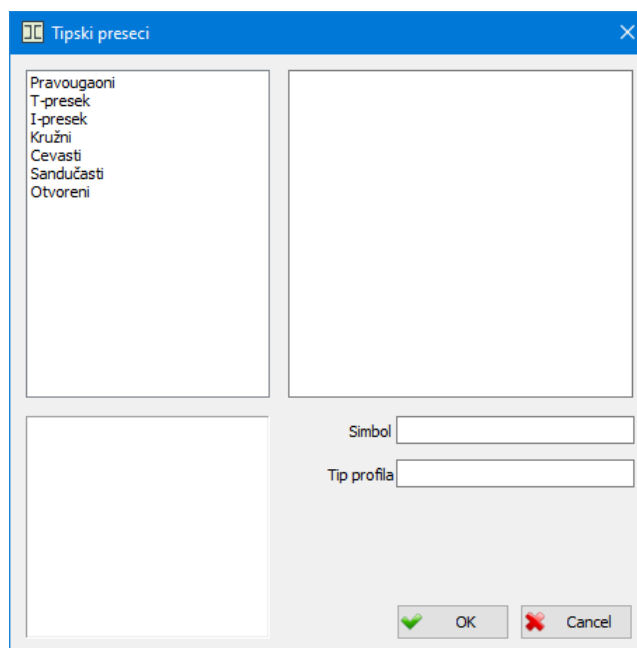 Tipski preseci
Pravougaoni
T-presek
I-presek
Kružni
Cevasti
Sandučasti
Otvoreni
Simbol
Tip profila
OK
Cancel